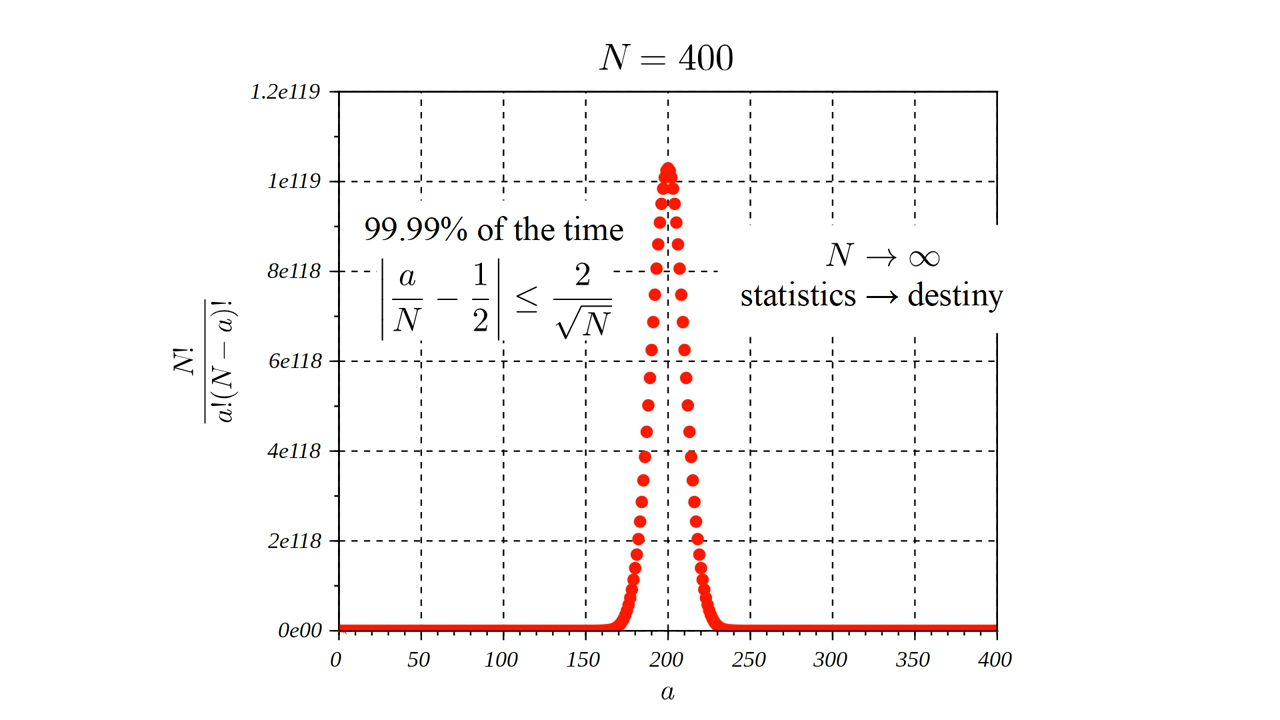 N = 400
1.2e119
1e119
8e118
6e118
4e118
2e118
0e00
N!
a!(N − a)!
99.99% of the time
|a/N − 1/2| ≤ 2/√N
N → ∞
statistics → destiny
0 50 100 150 200 250 300 350 400
a